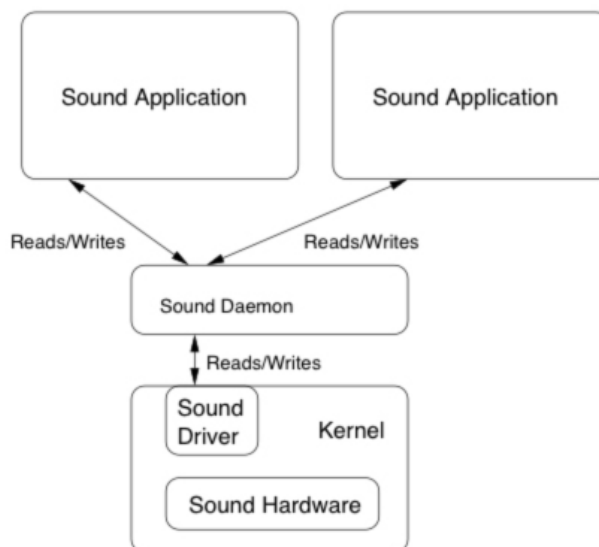 Sound Application
Sound Application
Reads/Writes
Reads/Writes
Sound Daemon
Reads/Writes
Sound
Driver
Kernel
Sound Hardware